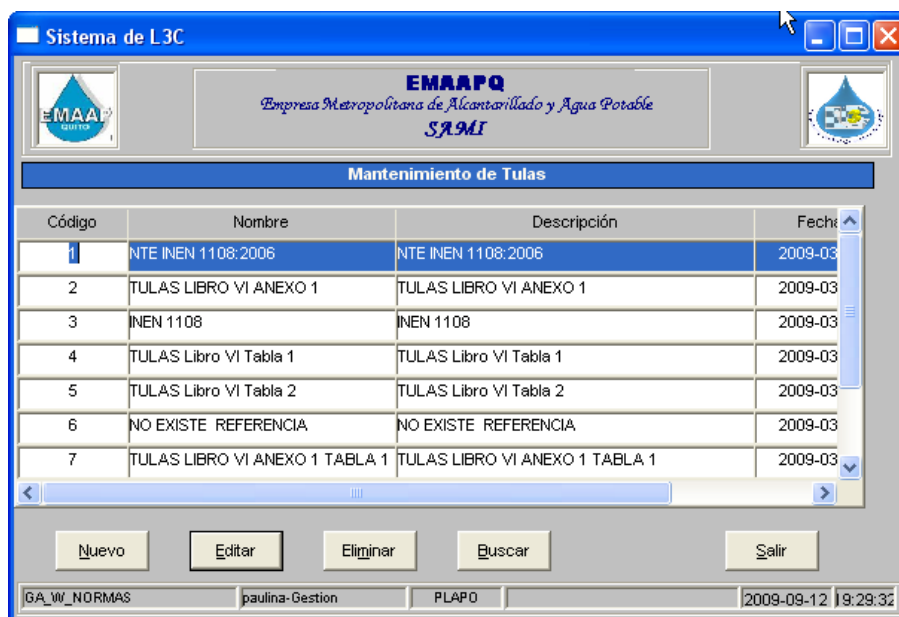 Sistema de L3C
EMAAP
QUITO
EMAAPQ
Empresa Metropolitana de Alcantarillado y Agua Potable
SAMI
Mantenimiento de Tulas
Código Nombre Descripción Fecha
1 NTE INEN 1108:2006 NTE INEN 1108:2006 2009-03
2 TULAS LIBRO VI ANEXO 1 TULAS LIBRO VI ANEXO 1 2009-03
3 INEN 1108 INEN 1108 2009-03
4 TULAS Libro VI Tabla 1 TULAS Libro VI Tabla 1 2009-03
5 TULAS Libro VI Tabla 2 TULAS Libro VI Tabla 2 2009-03
6 NO EXISTE REFERENCIA NO EXISTE REFERENCIA 2009-03
7 TULAS LIBRO VI ANEXO 1 TABLA 1 TULAS LIBRO VI ANEXO 1 TABLA 1 2009-03
Nuevo Editar Eliminar Buscar Salir
GA_W_NORMAS paulina-Gestion PLAPO 2009-09-12 19:29:32